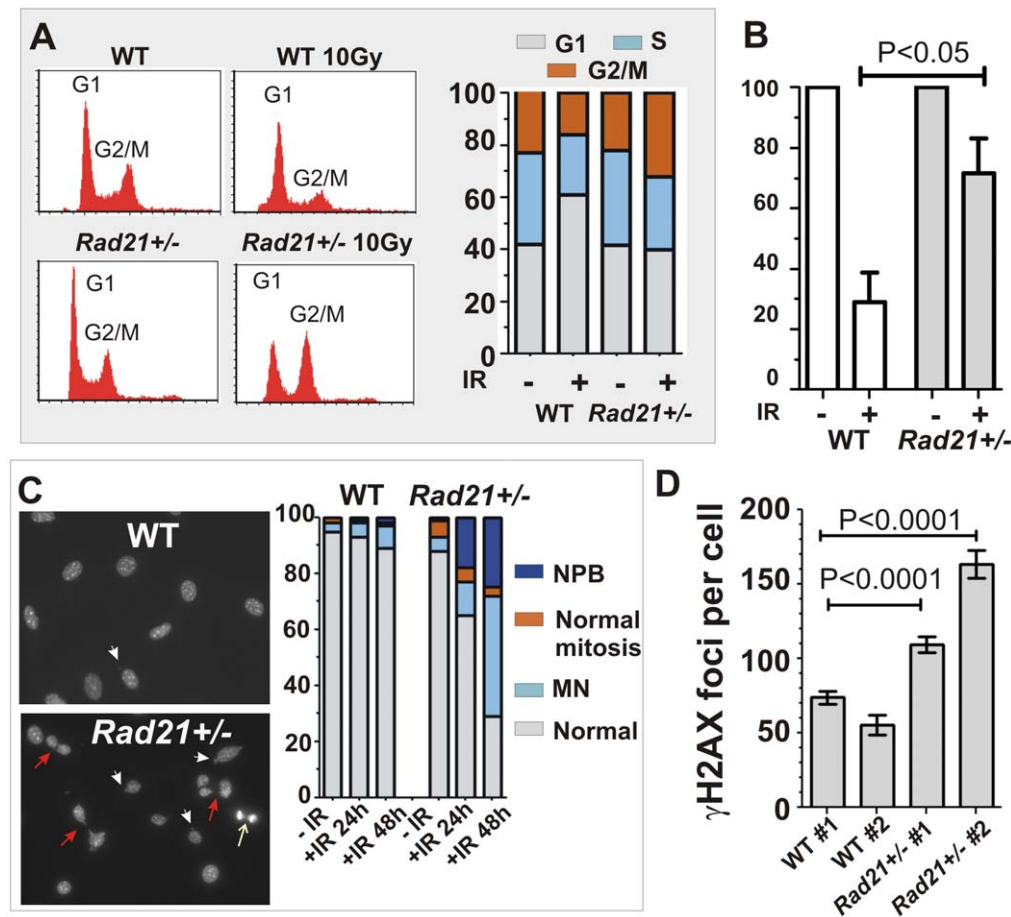 A
WT
WT 10Gy
G1
G2/M
G1
G2/M
Rad21+/-
Rad21+/- 10Gy
G1
G2/M
G1
G2/M
G1
S
G2/M
100
80
60
40
20
0
IR - + - +
WT Rad21+/-
B
P<0.05
100
80
60
40
20
0
IR - + - +
WT Rad21+/-
C
WT
Rad21+/-
WT Rad21+/-
100
80
60
40
20
0
- IR
+IR 24h
+IR 48h
- IR
+IR 24h
+IR 48h
NPB
Normal
mitosis
MN
Normal
D
γH2AX foci per cell
200
150
100
50
0
P<0.0001
P<0.0001
WT #1
WT #2
Rad21+/- #1
Rad21+/- #2